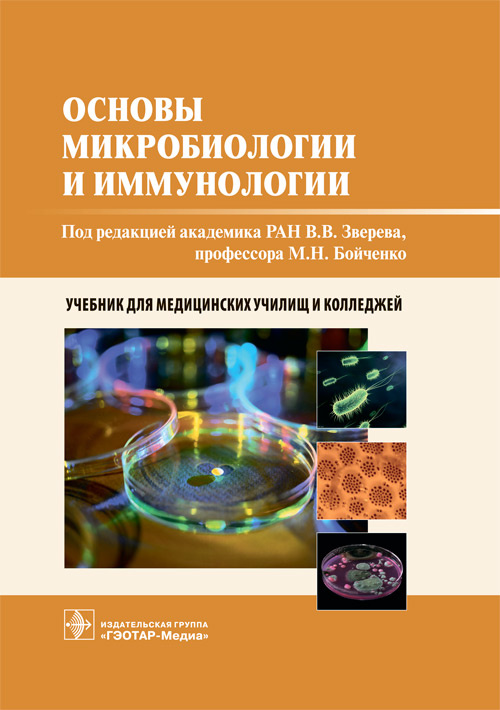 ОСНОВЫ
МИКРОБИОЛОГИИ
И ИММУНОЛОГИИ
Под редакцией академика РАН В.В. Зверева,
профессора М.Н. Бойченко
УЧЕБНИК ДЛЯ МЕДИЦИНСКИХ УЧИЛИЩ И КОЛЛЕДЖЕЙ
ИЗДАТЕЛЬСКАЯ ГРУППА
«ГЭОТАР-Медиа»